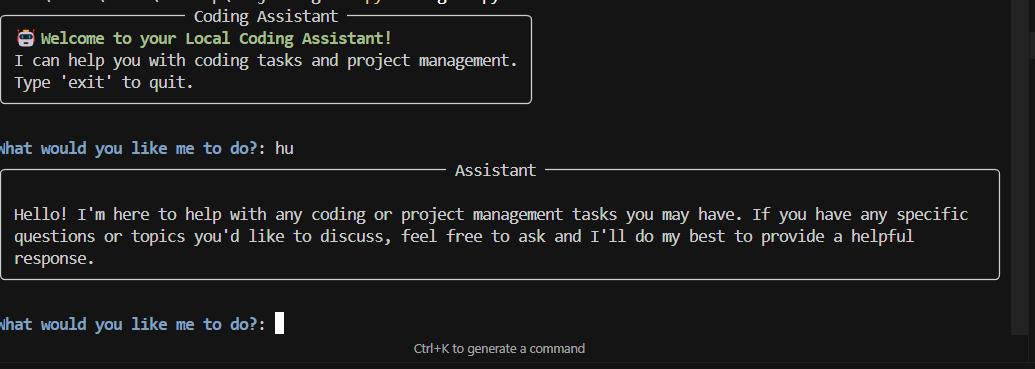 Coding Assistant
🤖 Welcome to your Local Coding Assistant!
I can help you with coding tasks and project management.
Type 'exit' to quit.
What would you like me to do?: hu
Assistant
Hello! I'm here to help with any coding or project management tasks you may have. If you have any specific
questions or topics you'd like to discuss, feel free to ask and I'll do my best to provide a helpful
response.
What would you like me to do?:
Ctrl+K to generate a command